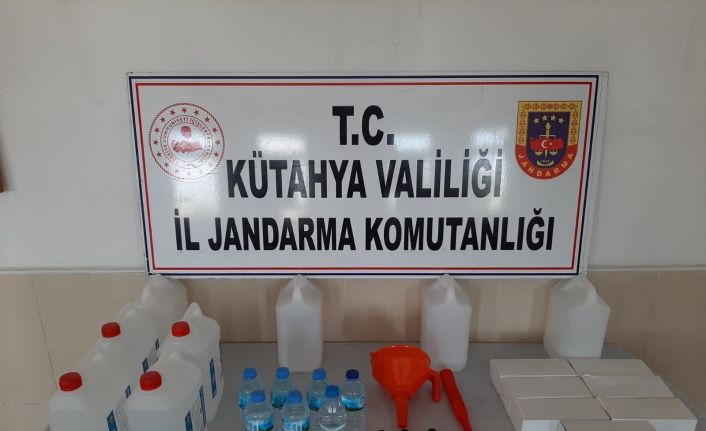 T.C.
KÜTAHYA VALİLİĞİ
İL JANDARMA KOMUTANLIĞI
JANDARMA